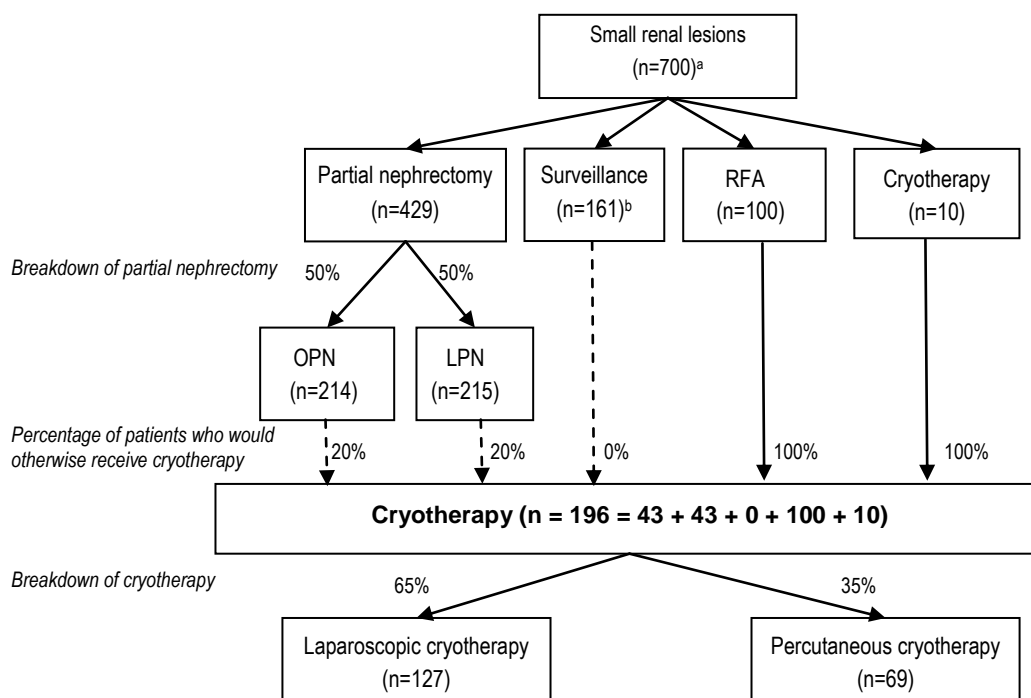 Small renal lesions
(n=700)ᵃ
Partial nephrectomy
(n=429)
Surveillance
(n=161)ᵇ
RFA
(n=100)
Cryotherapy
(n=10)
Breakdown of partial nephrectomy
50%
50%
OPN
(n=214)
LPN
(n=215)
Percentage of patients who would
otherwise receive cryotherapy
20%
20%
0%
100%
100%
Cryotherapy (n = 196 = 43 + 43 + 0 + 100 + 10)
Breakdown of cryotherapy
65%
35%
Laparoscopic cryotherapy
(n=127)
Percutaneous cryotherapy
(n=69)